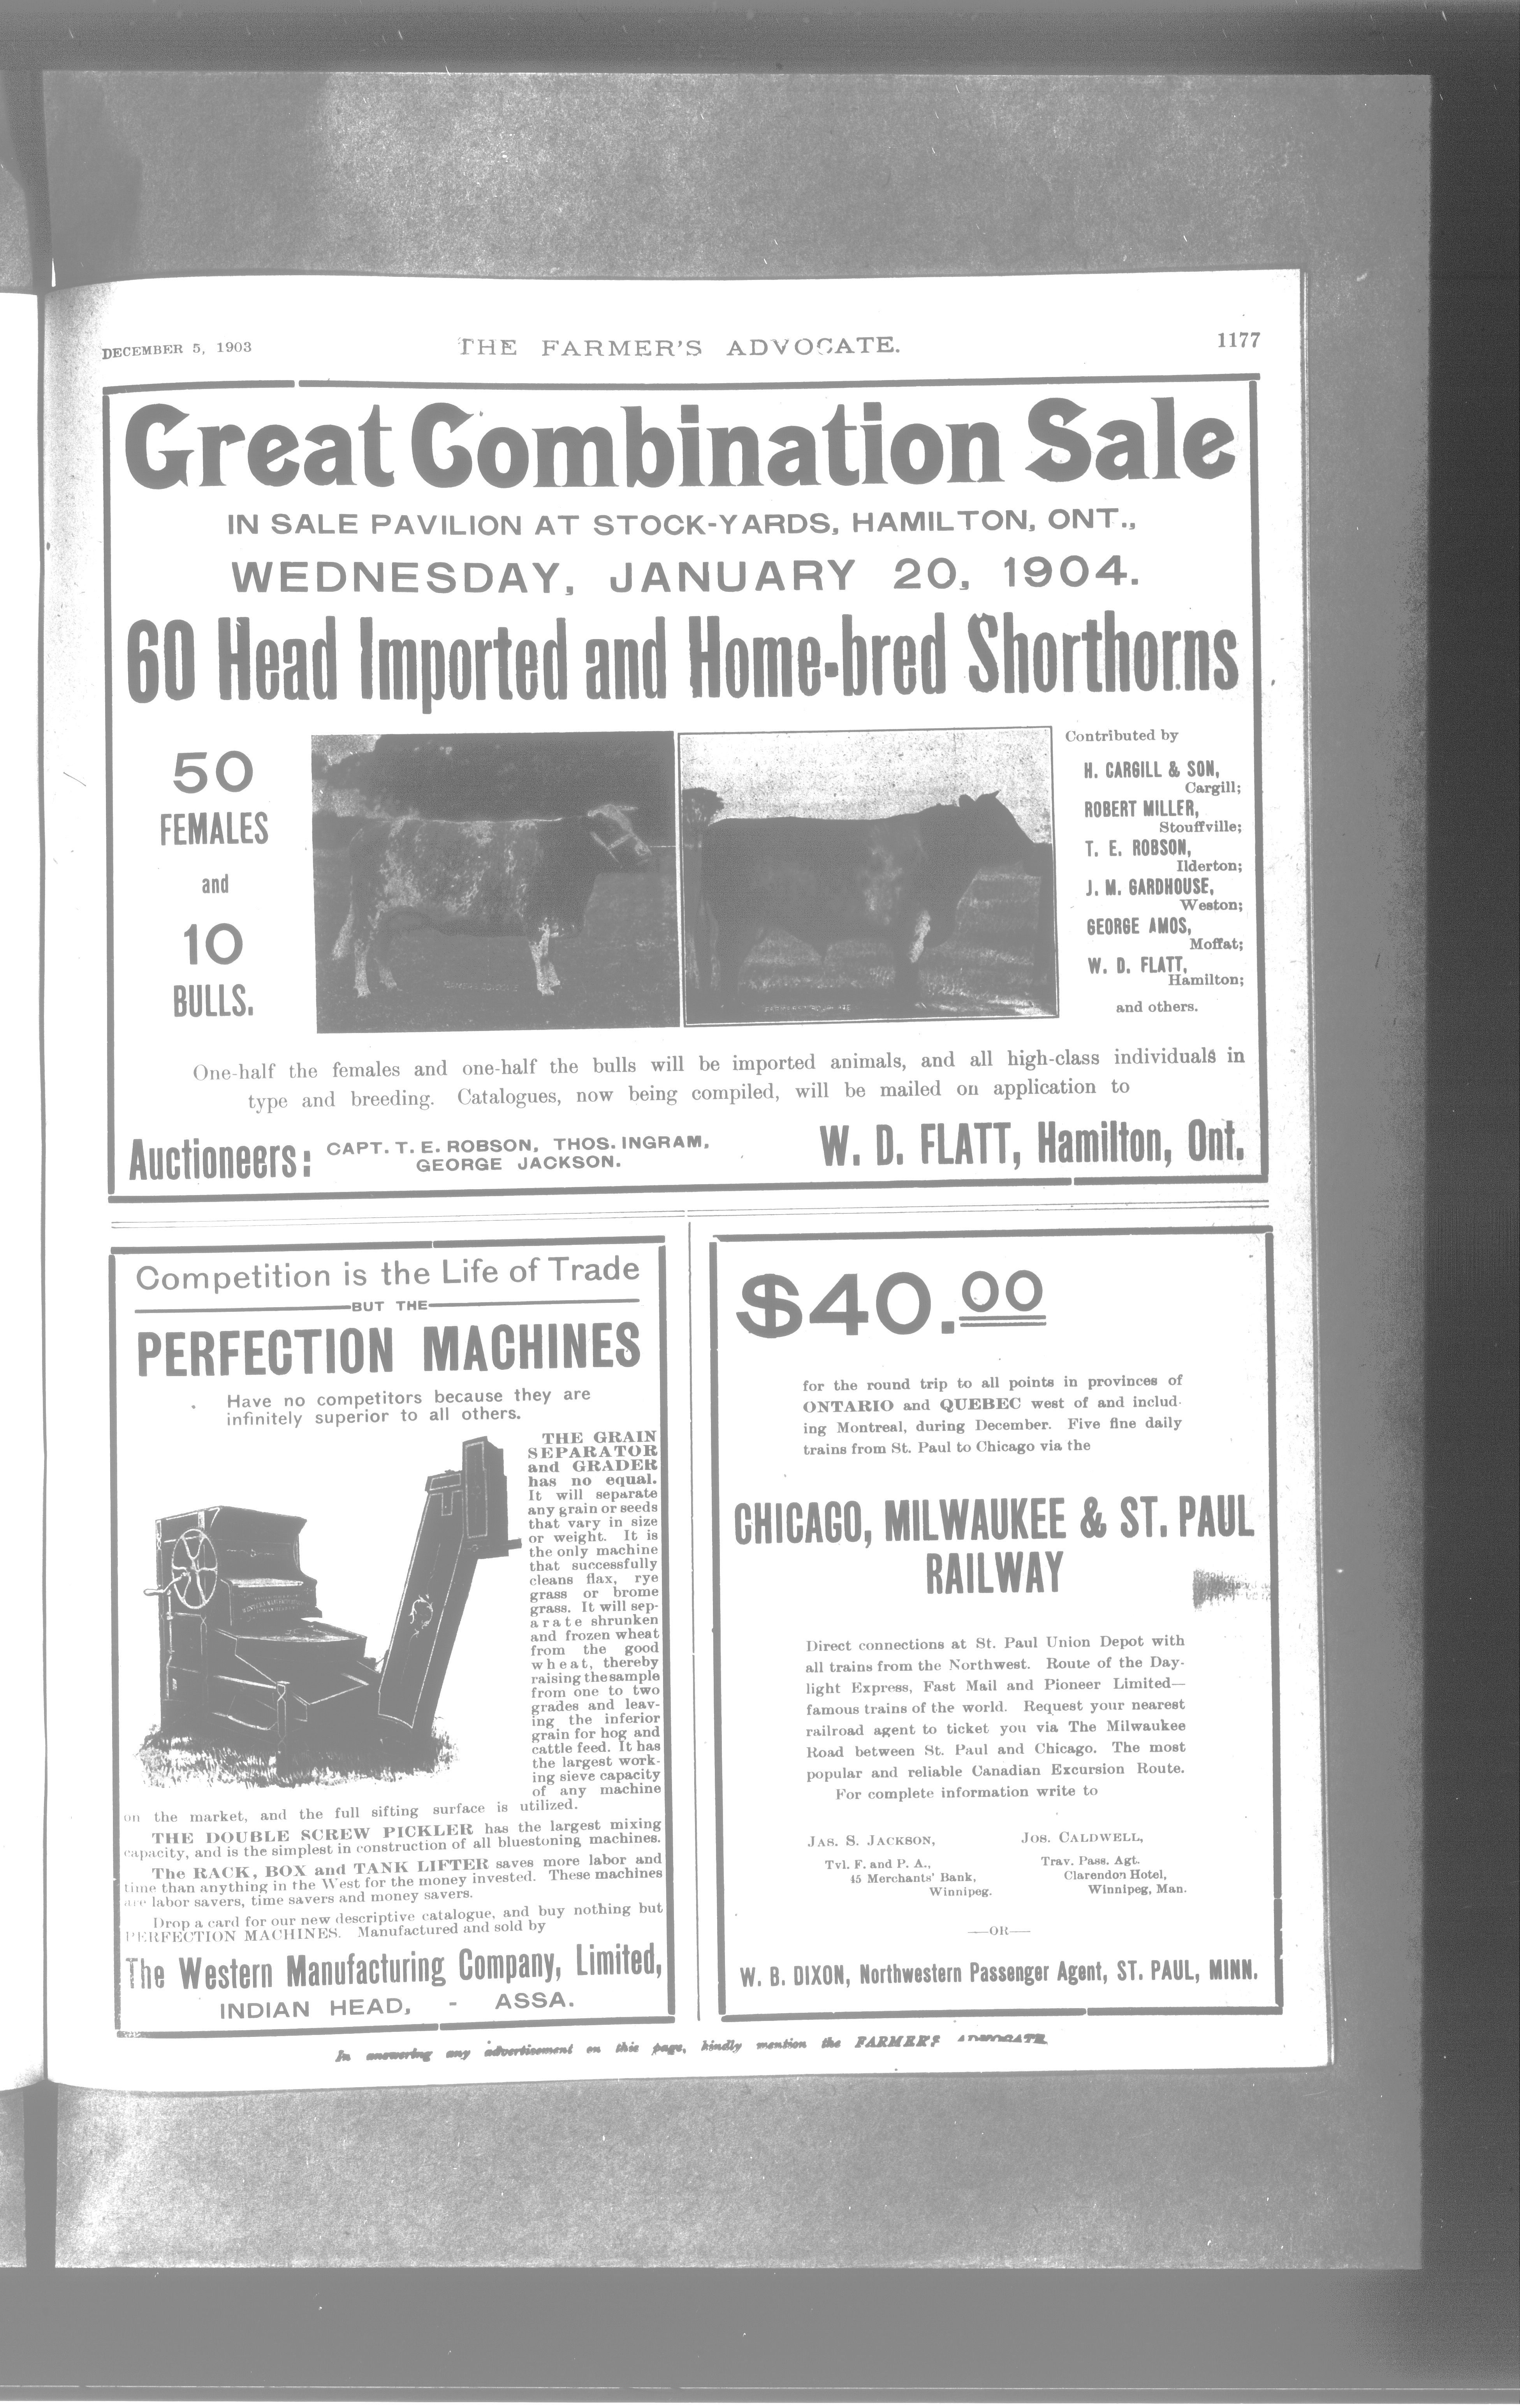 DECEMBER 5, 1903
THE FARMER'S ADVOCATE.
1177
Great Combination Sale
IN SALE PAVILION AT STOCK-YARDS, HAMILTON, ONT.,
WEDNESDAY, JANUARY 20, 1904.
60 Head Imported and Home-bred Shorthorns
50
FEMALES
and
10
BULLS.
Contributed by
H. CARGILL & SON,
Cargill;
ROBERT MILLER,
Stouffville;
T. E. ROBSON,
Ilderton;
J. M. GARDHOUSE,
Weston;
GEORGE AMOS,
Moffat;
W. D. FLATT,
Hamilton;
and others.
One-half the females and one-half the bulls will be imported animals, and all high-class individuals in
type and breeding. Catalogues, now being compiled, will be mailed on application to
Auctioneers: CAPT. T. E. ROBSON, THOS. INGRAM,
GEORGE JACKSON.
W. D. FLATT, Hamilton, Ont.
Competition is the Life of Trade
BUT THE
PERFECTION MACHINES
Have no competitors because they are
infinitely superior to all others.
THE GRAIN
SEPARATOR
and GRADER
has no equal.
It will separate
any grain or seeds
that vary in size
or weight. It is
the only machine
that successfully
cleans flax, rye
grass or brome
grass. It will sep-
arate shrunken
and frozen wheat
from the good
wheat, thereby
raising the sample
from one to two
grades and leav-
ing the inferior
grain for hog and
cattle feed. It has
the largest work-
ing sieve capacity
of any machine
on the market, and the full sifting surface is utilized.
THE DOUBLE SCREW PICKLER has the largest mixing
capacity, and is the simplest in construction of all bluestoning machines.
The RACK, BOX and TANK LIFTER saves more labor and
time than anything in the West for the money invested. These machines
are labor savers, time savers and money savers.
Drop a card for our new descriptive catalogue, and buy nothing but
PERFECTION MACHINES. Manufactured and sold by
The Western Manufacturing Company, Limited,
INDIAN HEAD, - ASSA.
$40.00
for the round trip to all points in provinces of
ONTARIO and QUEBEC west of and includ-
ing Montreal, during December. Five fine daily
trains from St. Paul to Chicago via the
CHICAGO, MILWAUKEE & ST. PAUL
RAILWAY
Direct connections at St. Paul Union Depot with
all trains from the Northwest. Route of the Day-
light Express, Fast Mail and Pioneer Limited—
famous trains of the world. Request your nearest
railroad agent to ticket you via The Milwaukee
Road between St. Paul and Chicago. The most
popular and reliable Canadian Excursion Route.
For complete information write to
JAS. S. JACKSON,
Tvl. F. and P. A.,
45 Merchants' Bank,
Winnipeg.
JOS. CALDWELL,
Trav. Pass. Agt.
Clarendon Hotel,
Winnipeg, Man.
—OR—
W. B. DIXON, Northwestern Passenger Agent, ST. PAUL, MINN.
In answering any advertisement on this page, kindly mention the FARMER'S ADVOCATE.